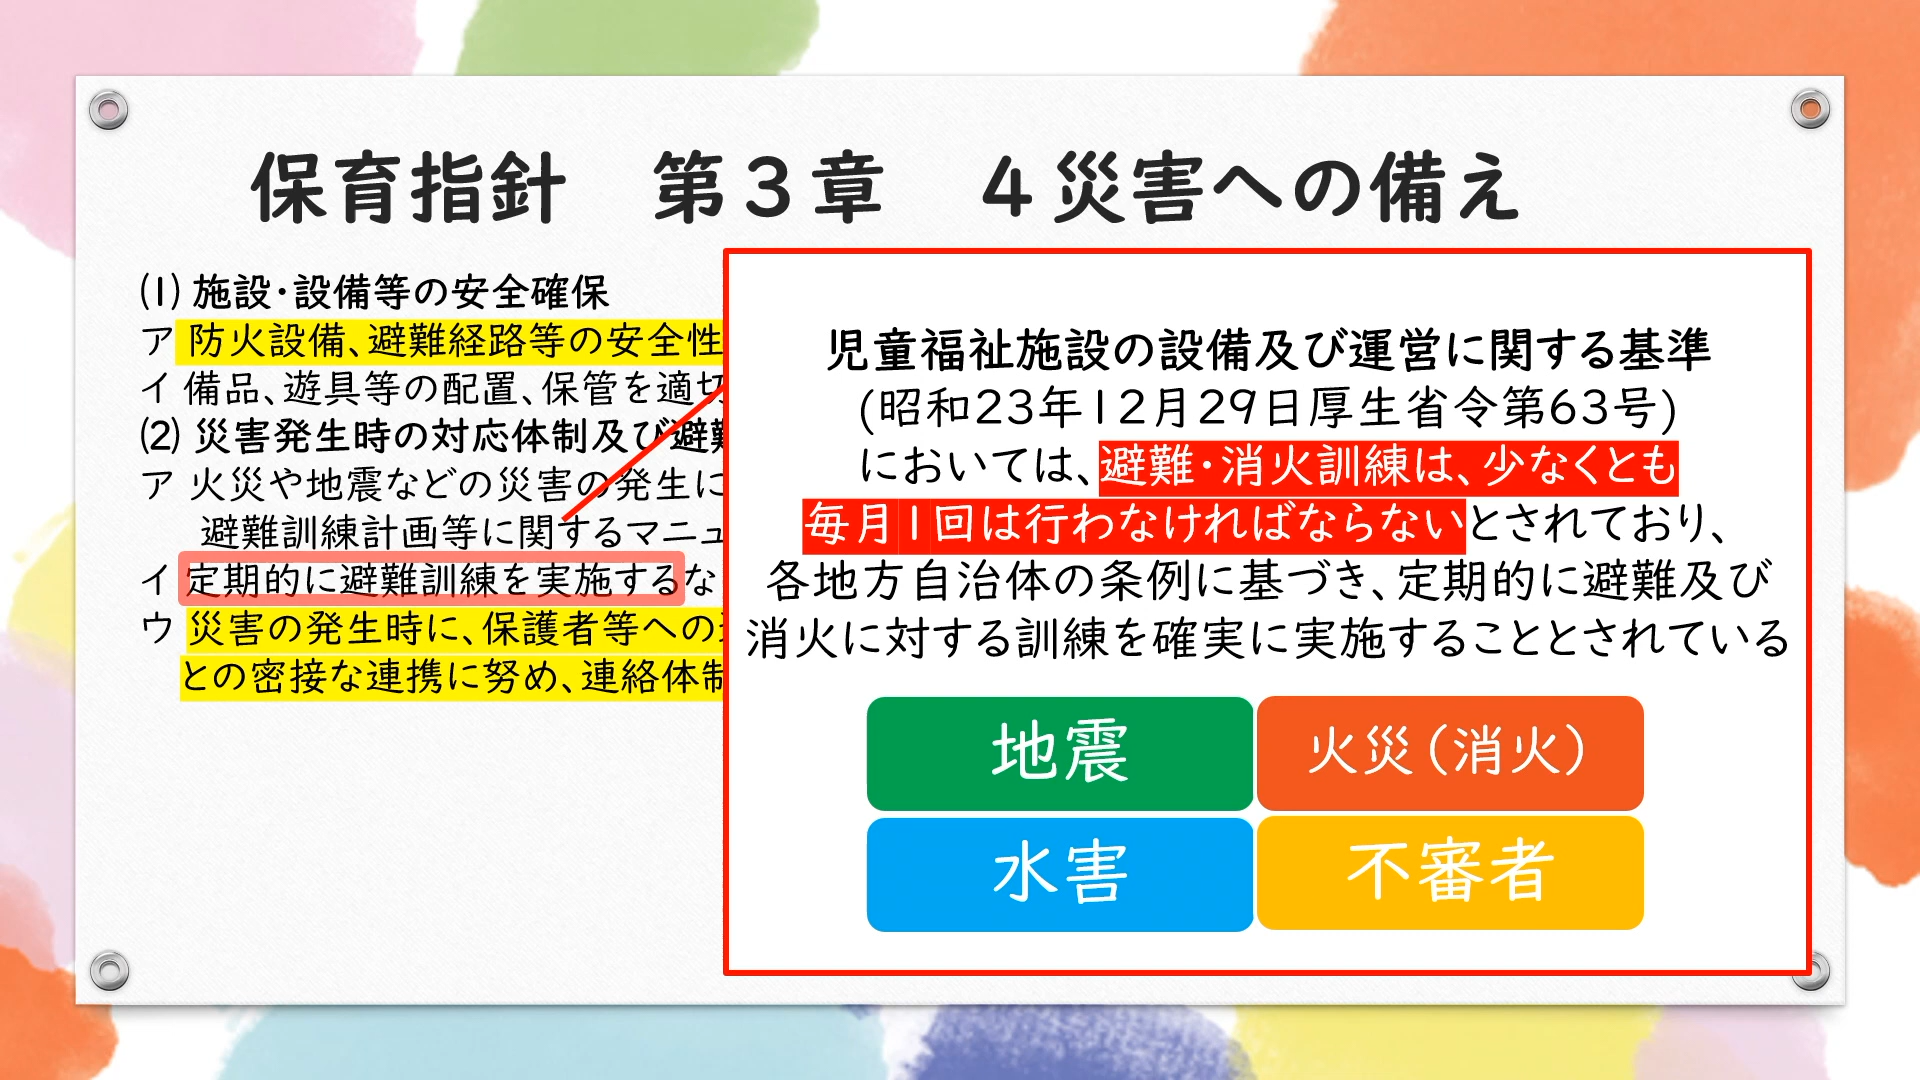 保育指針　第３章　４災害への備え
(1) 施設・設備等の安全確保
ア 防火設備、避難経路等の安全性
イ 備品、遊具等の配置、保管を適切
(2) 災害発生時の対応体制及び避難
ア 火災や地震などの災害の発生に
避難訓練計画等に関するマニュ
イ 定期的に避難訓練を実施するな
ウ 災害の発生時に、保護者等への
との密接な連携に努め、連絡体制
児童福祉施設の設備及び運営に関する基準
(昭和23年12月29日厚生省令第63号)
においては、避難・消火訓練は、少なくとも
毎月1回は行わなければならないとされており、
各地方自治体の条例に基づき、定期的に避難及び
消火に対する訓練を確実に実施することとされている
地震
火災（消火）
水害
不審者